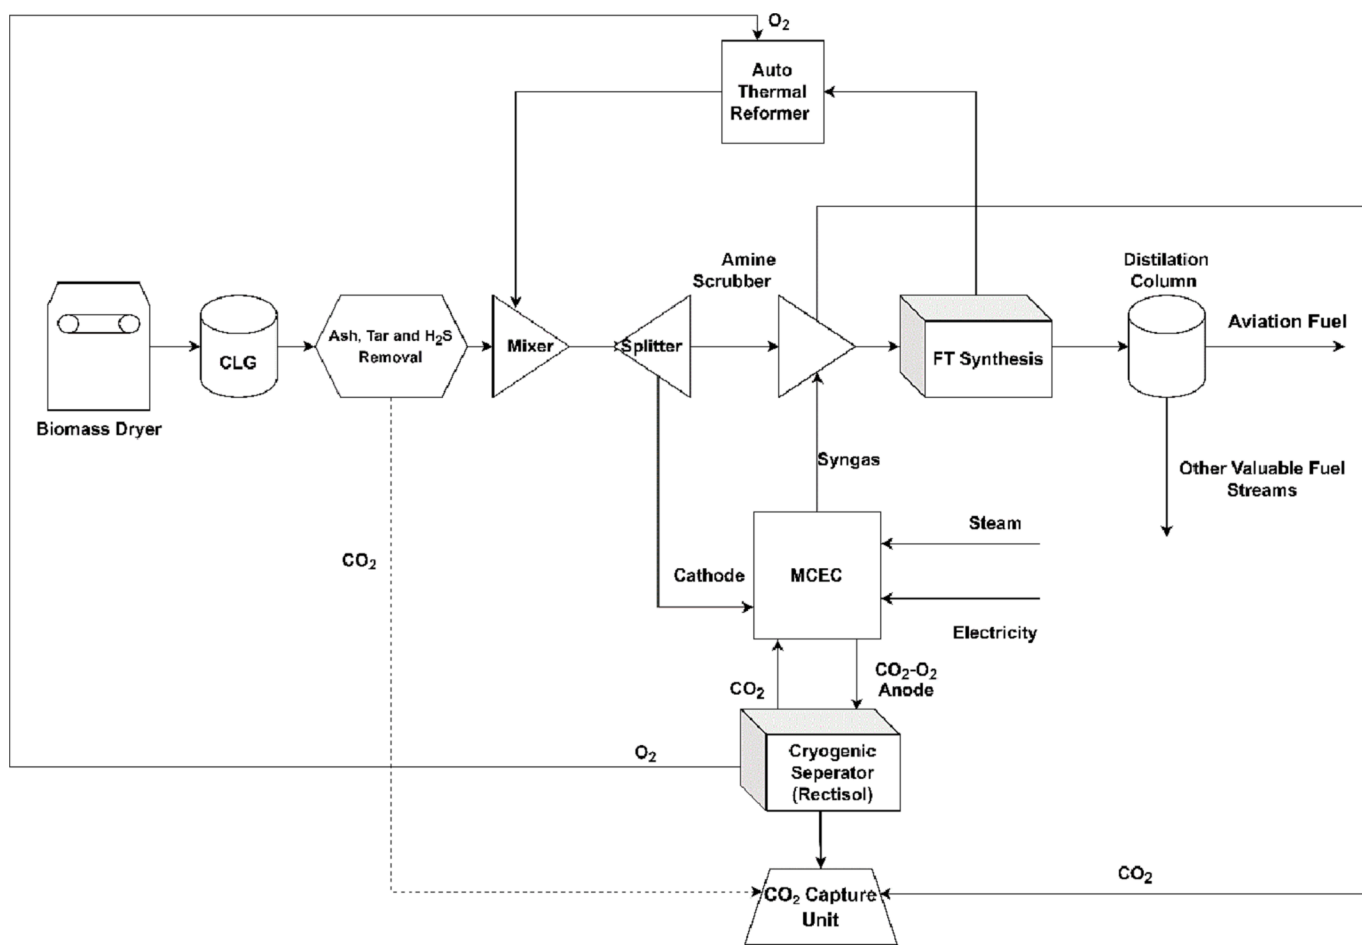 O₂
Auto
Thermal
Reformer
Amine
Scrubber
Distilation
Column
Aviation Fuel
Ash, Tar and H₂S
Removal
Mixer
Splitter
FT Synthesis
CLG
Biomass Dryer
Syngas
Other Valuable Fuel
Streams
Steam
CO₂
Cathode
MCEC
Electricity
CO₂
CO₂-O₂
Anode
O₂
Cryogenic
Seperator
(Rectisol)
CO₂
CO₂ Capture
Unit